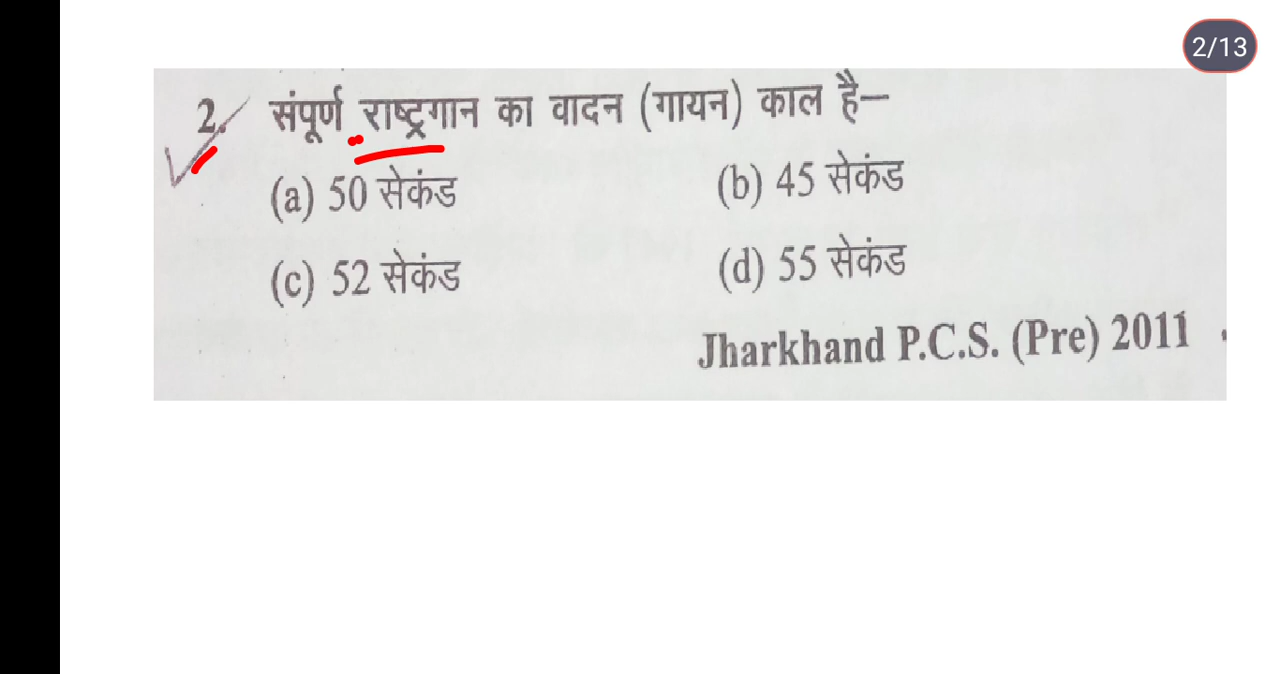 2/13
2. संपूर्ण राष्ट्रगान का वादन (गायन) काल है–
(a) 50 सेकंड (b) 45 सेकंड
(c) 52 सेकंड (d) 55 सेकंड
Jharkhand P.C.S. (Pre) 2011